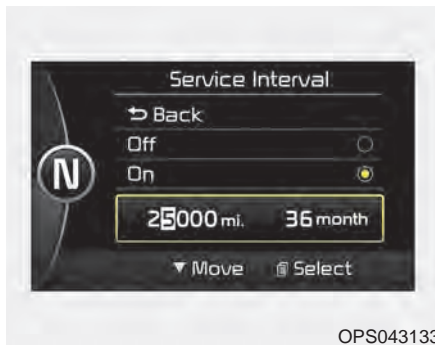 Service Interval
Back
Off
On
25000 mi. 36 month
N
▼ Move Select
OPS043133